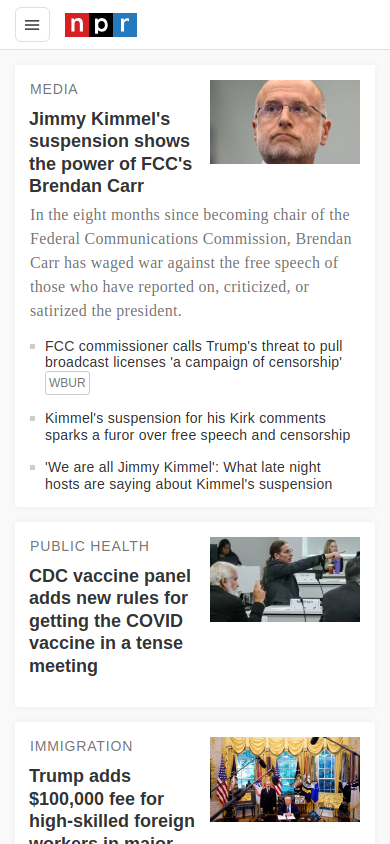 npr
MEDIA
Jimmy Kimmel's
suspension shows
the power of FCC's
Brendan Carr
In the eight months since becoming chair of the
Federal Communications Commission, Brendan
Carr has waged war against the free speech of
those who have reported on, criticized, or
satirized the president.
FCC commissioner calls Trump's threat to pull
broadcast licenses 'a campaign of censorship'
WBUR
Kimmel's suspension for his Kirk comments
sparks a furor over free speech and censorship
'We are all Jimmy Kimmel': What late night
hosts are saying about Kimmel's suspension
PUBLIC HEALTH
CDC vaccine panel
adds new rules for
getting the COVID
vaccine in a tense
meeting
IMMIGRATION
Trump adds
$100,000 fee for
high-skilled foreign
workers in major